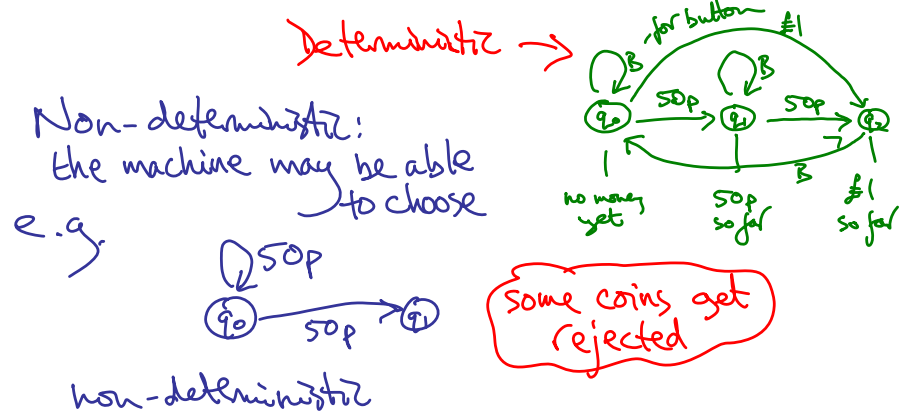 Deterministic →
for button
£1
B
B
50p
50p
q0
q1
q2
B
no money yet
50p so far
£1 so far
Non-deterministic:
the machine may be able
to choose
e.g.
50p
q0
50p
q1
non-deterministic
some coins get
rejected